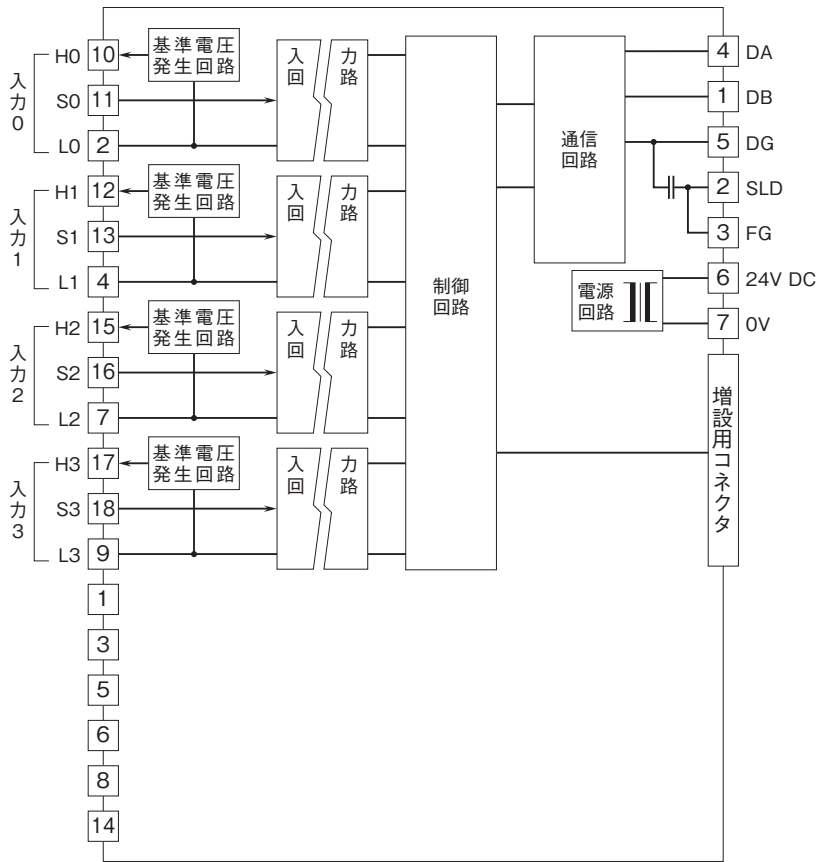 入力0
H0 10
S0 11
L0 2
基準電圧
発生回路
入力
回路
入力1
H1 12
S1 13
L1 4
基準電圧
発生回路
入力
回路
入力2
H2 15
S2 16
L2 7
基準電圧
発生回路
入力
回路
入力3
H3 17
S3 18
L3 9
基準電圧
発生回路
入力
回路
1
3
5
6
8
14
制御
回路
通信
回路
電源
回路
4 DA
1 DB
5 DG
2 SLD
3 FG
6 24V DC
7 0V
増設用コネクタ